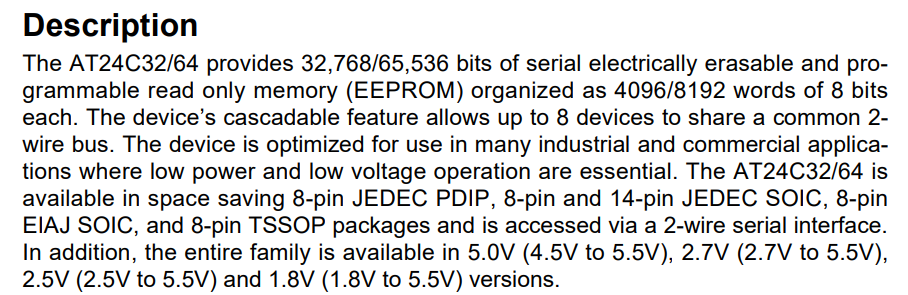 Description
The AT24C32/64 provides 32,768/65,536 bits of serial electrically erasable and pro-
grammable read only memory (EEPROM) organized as 4096/8192 words of 8 bits
each. The device's cascadable feature allows up to 8 devices to share a common 2-
wire bus. The device is optimized for use in many industrial and commercial applica-
tions where low power and low voltage operation are essential. The AT24C32/64 is
available in space saving 8-pin JEDEC PDIP, 8-pin and 14-pin JEDEC SOIC, 8-pin
EIAJ SOIC, and 8-pin TSSOP packages and is accessed via a 2-wire serial interface.
In addition, the entire family is available in 5.0V (4.5V to 5.5V), 2.7V (2.7V to 5.5V),
2.5V (2.5V to 5.5V) and 1.8V (1.8V to 5.5V) versions.